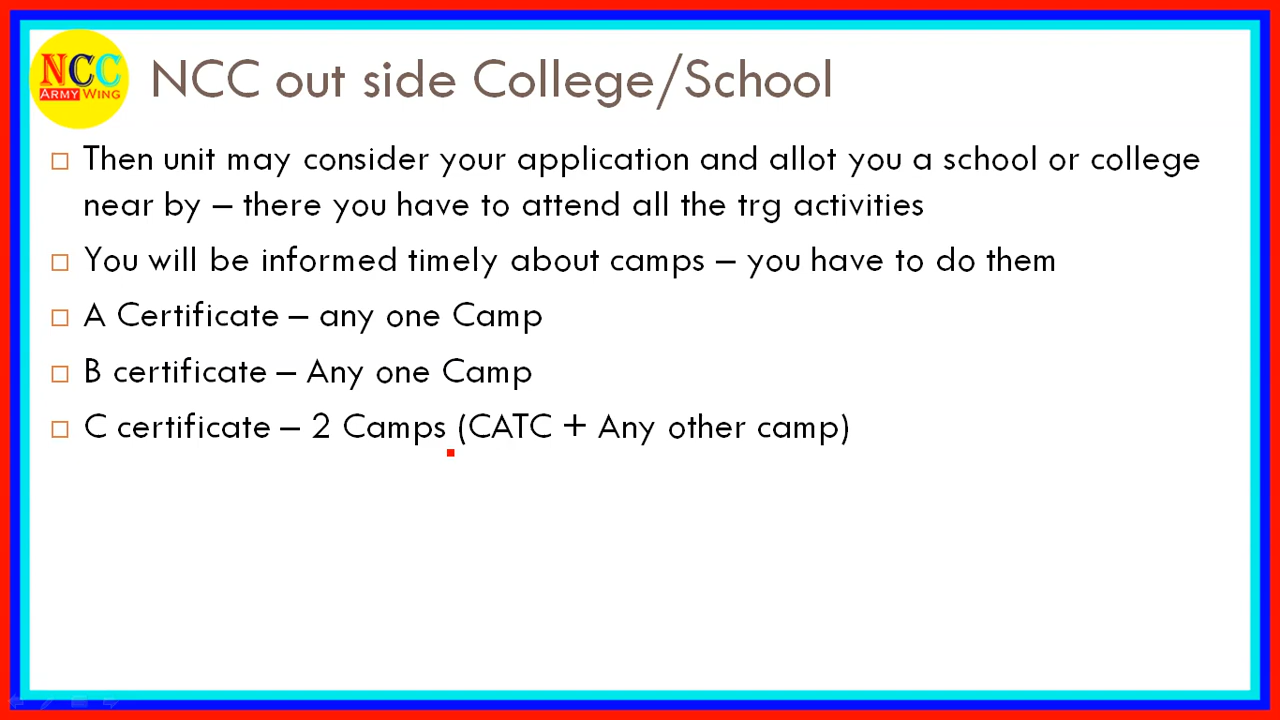 NCC
ARMY WING
NCC out side College/School
Then unit may consider your application and allot you a school or college
near by – there you have to attend all the trg activities
You will be informed timely about camps – you have to do them
A Certificate – any one Camp
B certificate – Any one Camp
C certificate – 2 Camps (CATC + Any other camp)